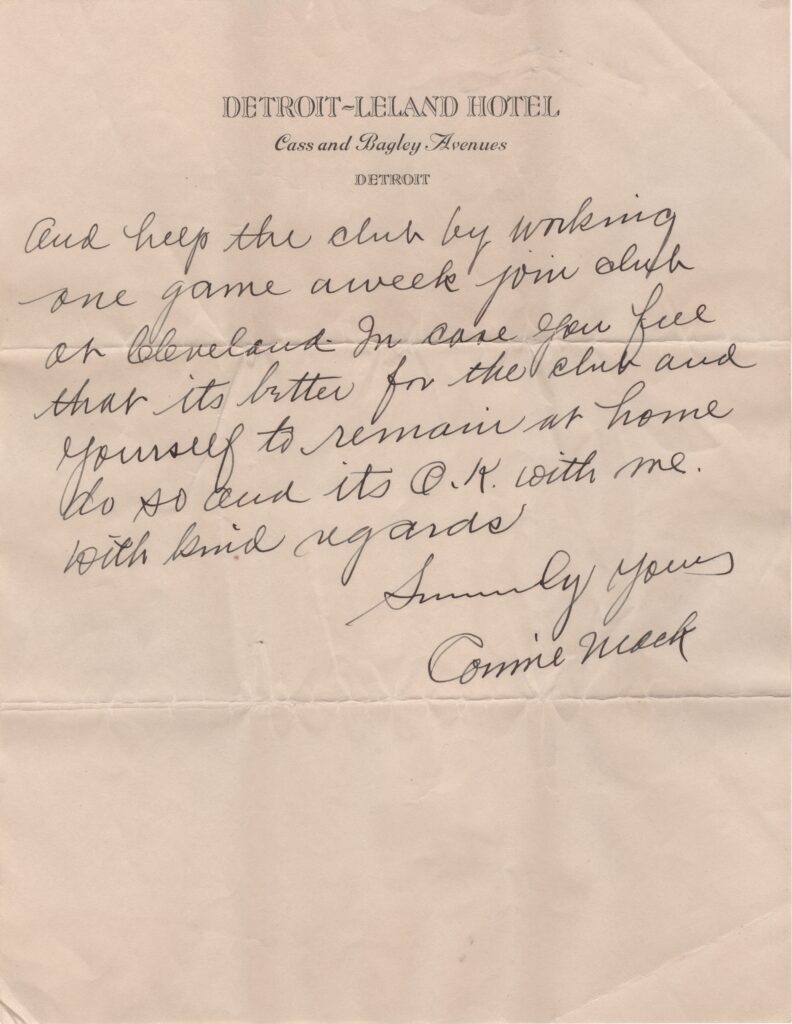 DETROIT-LELAND HOTEL
Cass and Bagley Avenues
DETROIT
And help the club by working
one game aweek join club
at Cleveland. In case you feel
that its better for the club and
yourself to remain at home
do so and its O.K. with me.
With kind regards
Sincerely yours
Connie Mack